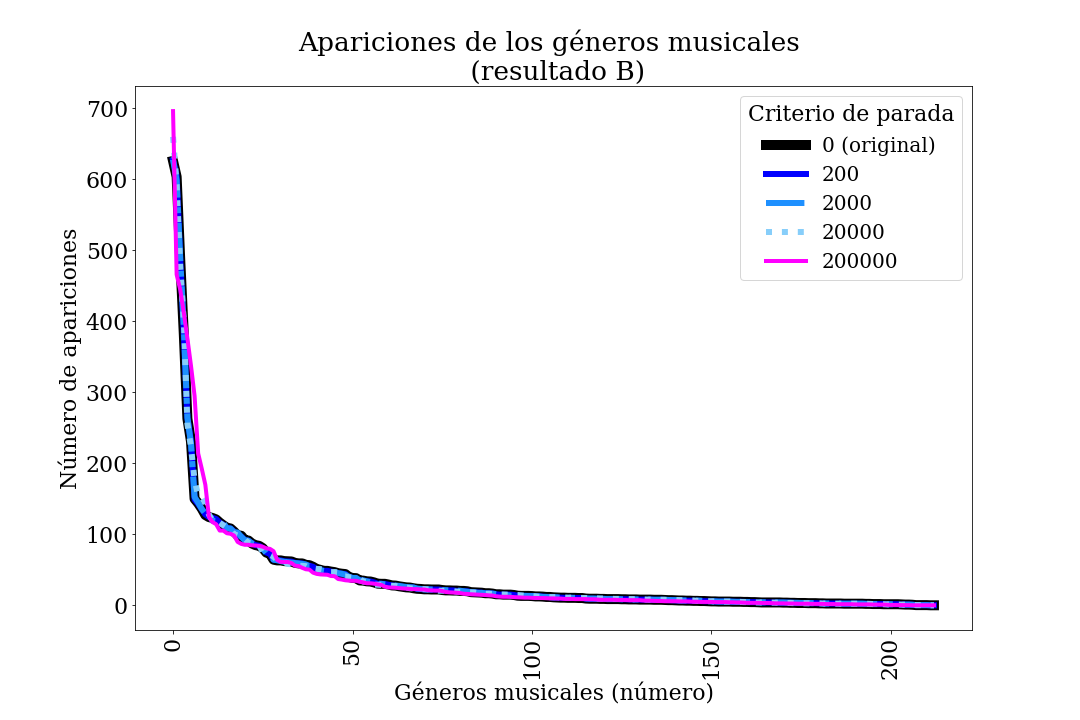 Apariciones de los géneros musicales
(resultado B)
Criterio de parada
0 (original)
200
2000
20000
200000
Número de apariciones
700
600
500
400
300
200
100
0
0
50
100
150
200
Géneros musicales (número)